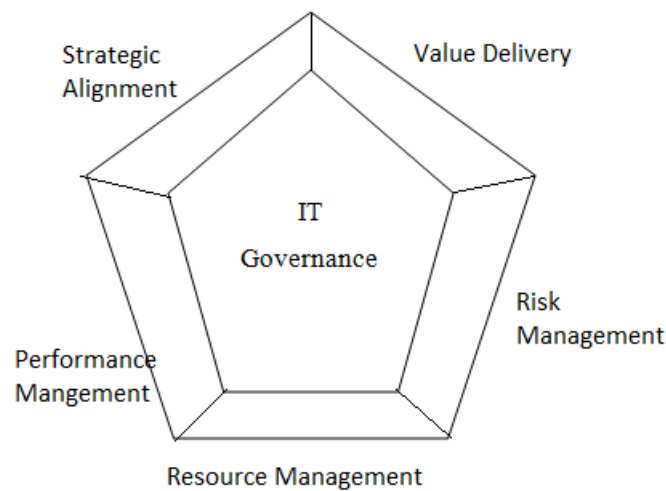 Strategic
Alignment
Value Delivery
IT
Governance
Risk
Management
Performance
Mangement
Resource Management